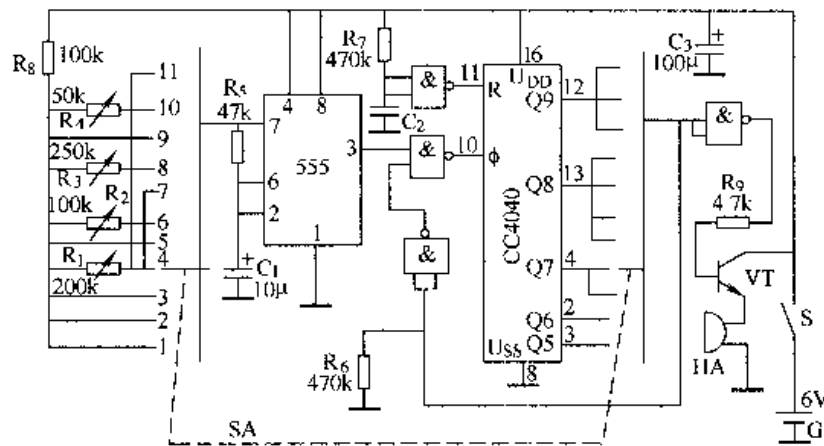 R8
100k
11
50k
R4
10
9
250k
R3
8
7
100k
R2
6
5
R1
4
200k
3
2
1
SA
R5
47k
C1
10μ
+
4
8
7
555
3
6
2
1
R7
470k
C2
&
&
&
R6
470k
11
10
16
UDD
R
Q9
12
ϕ
Q8
13
CC4040
Q7
4
Q6
2
Q5
3
USS
8
C3
100μ
+
&
R9
4.7k
VT
HA
S
6V
G